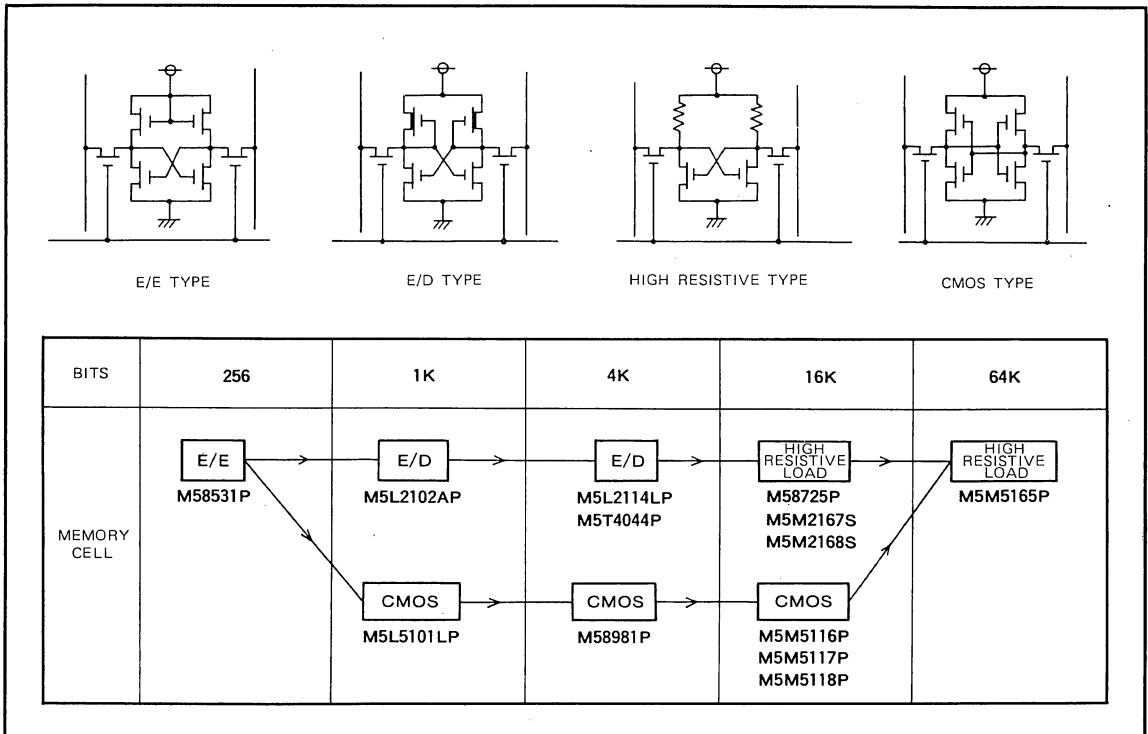 E/E TYPE
E/D TYPE
HIGH RESISTIVE TYPE
CMOS TYPE
BITS
256
1K
4K
16K
64K
MEMORY
CELL
E/E
M58531P
E/D
M5L2102AP
E/D
M5L2114LP
M5T4044P
HIGH
RESISTIVE
LOAD
M58725P
M5M2167S
M5M2168S
HIGH
RESISTIVE
LOAD
M5M5165P
CMOS
M5L5101LP
CMOS
M58981P
CMOS
M5M5116P
M5M5117P
M5M5118P